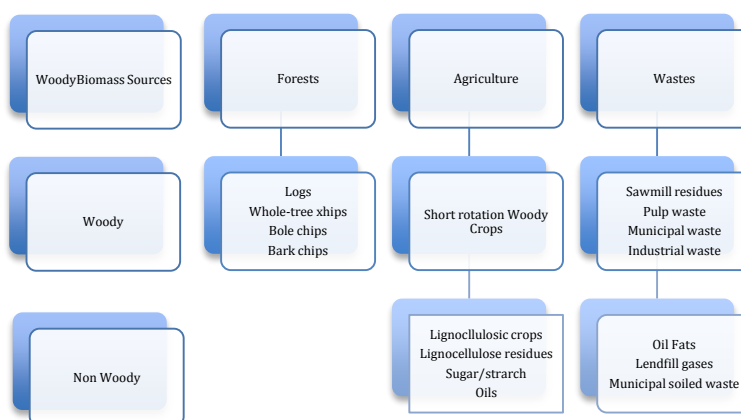 WoodyBiomass Sources
Forests
Agriculture
Wastes
Woody
Logs
Whole-tree xhips
Bole chips
Bark chips
Short rotation Woody
Crops
Sawmill residues
Pulp waste
Municipal waste
Industrial waste
Non Woody
Lignocllulosic crops
Lignocellulose residues
Sugar/strarch
Oils
Oil Fats
Lendfill gases
Municipal soiled waste